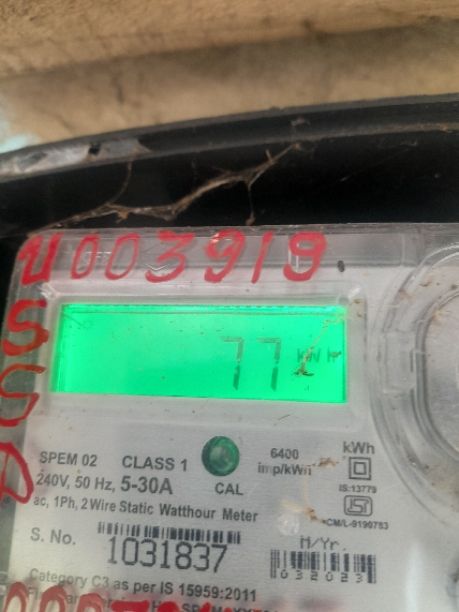 U003919
77 kWh
SPEM 02 CLASS 1 6400 imp/kWh kWh
240V, 50 Hz, 5-30A CAL IS:13779
ac, 1Ph, 2 Wire Static Watthour Meter
CM/L-9190783
S. No. 1031837 M/Yr. 032023
Category C3 as per IS 15959:2011